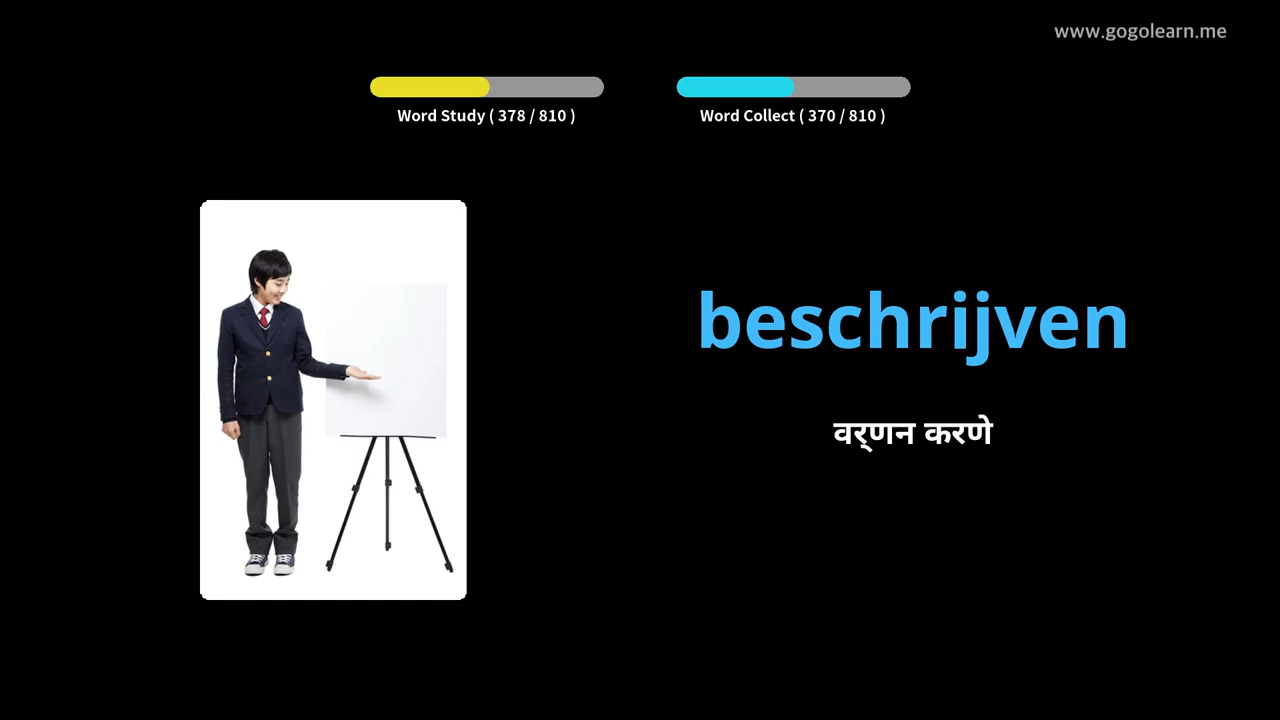 www.gogolearn.me
Word Study ( 378 / 810 )
Word Collect ( 370 / 810 )
beschrijven
वर्णन करणे